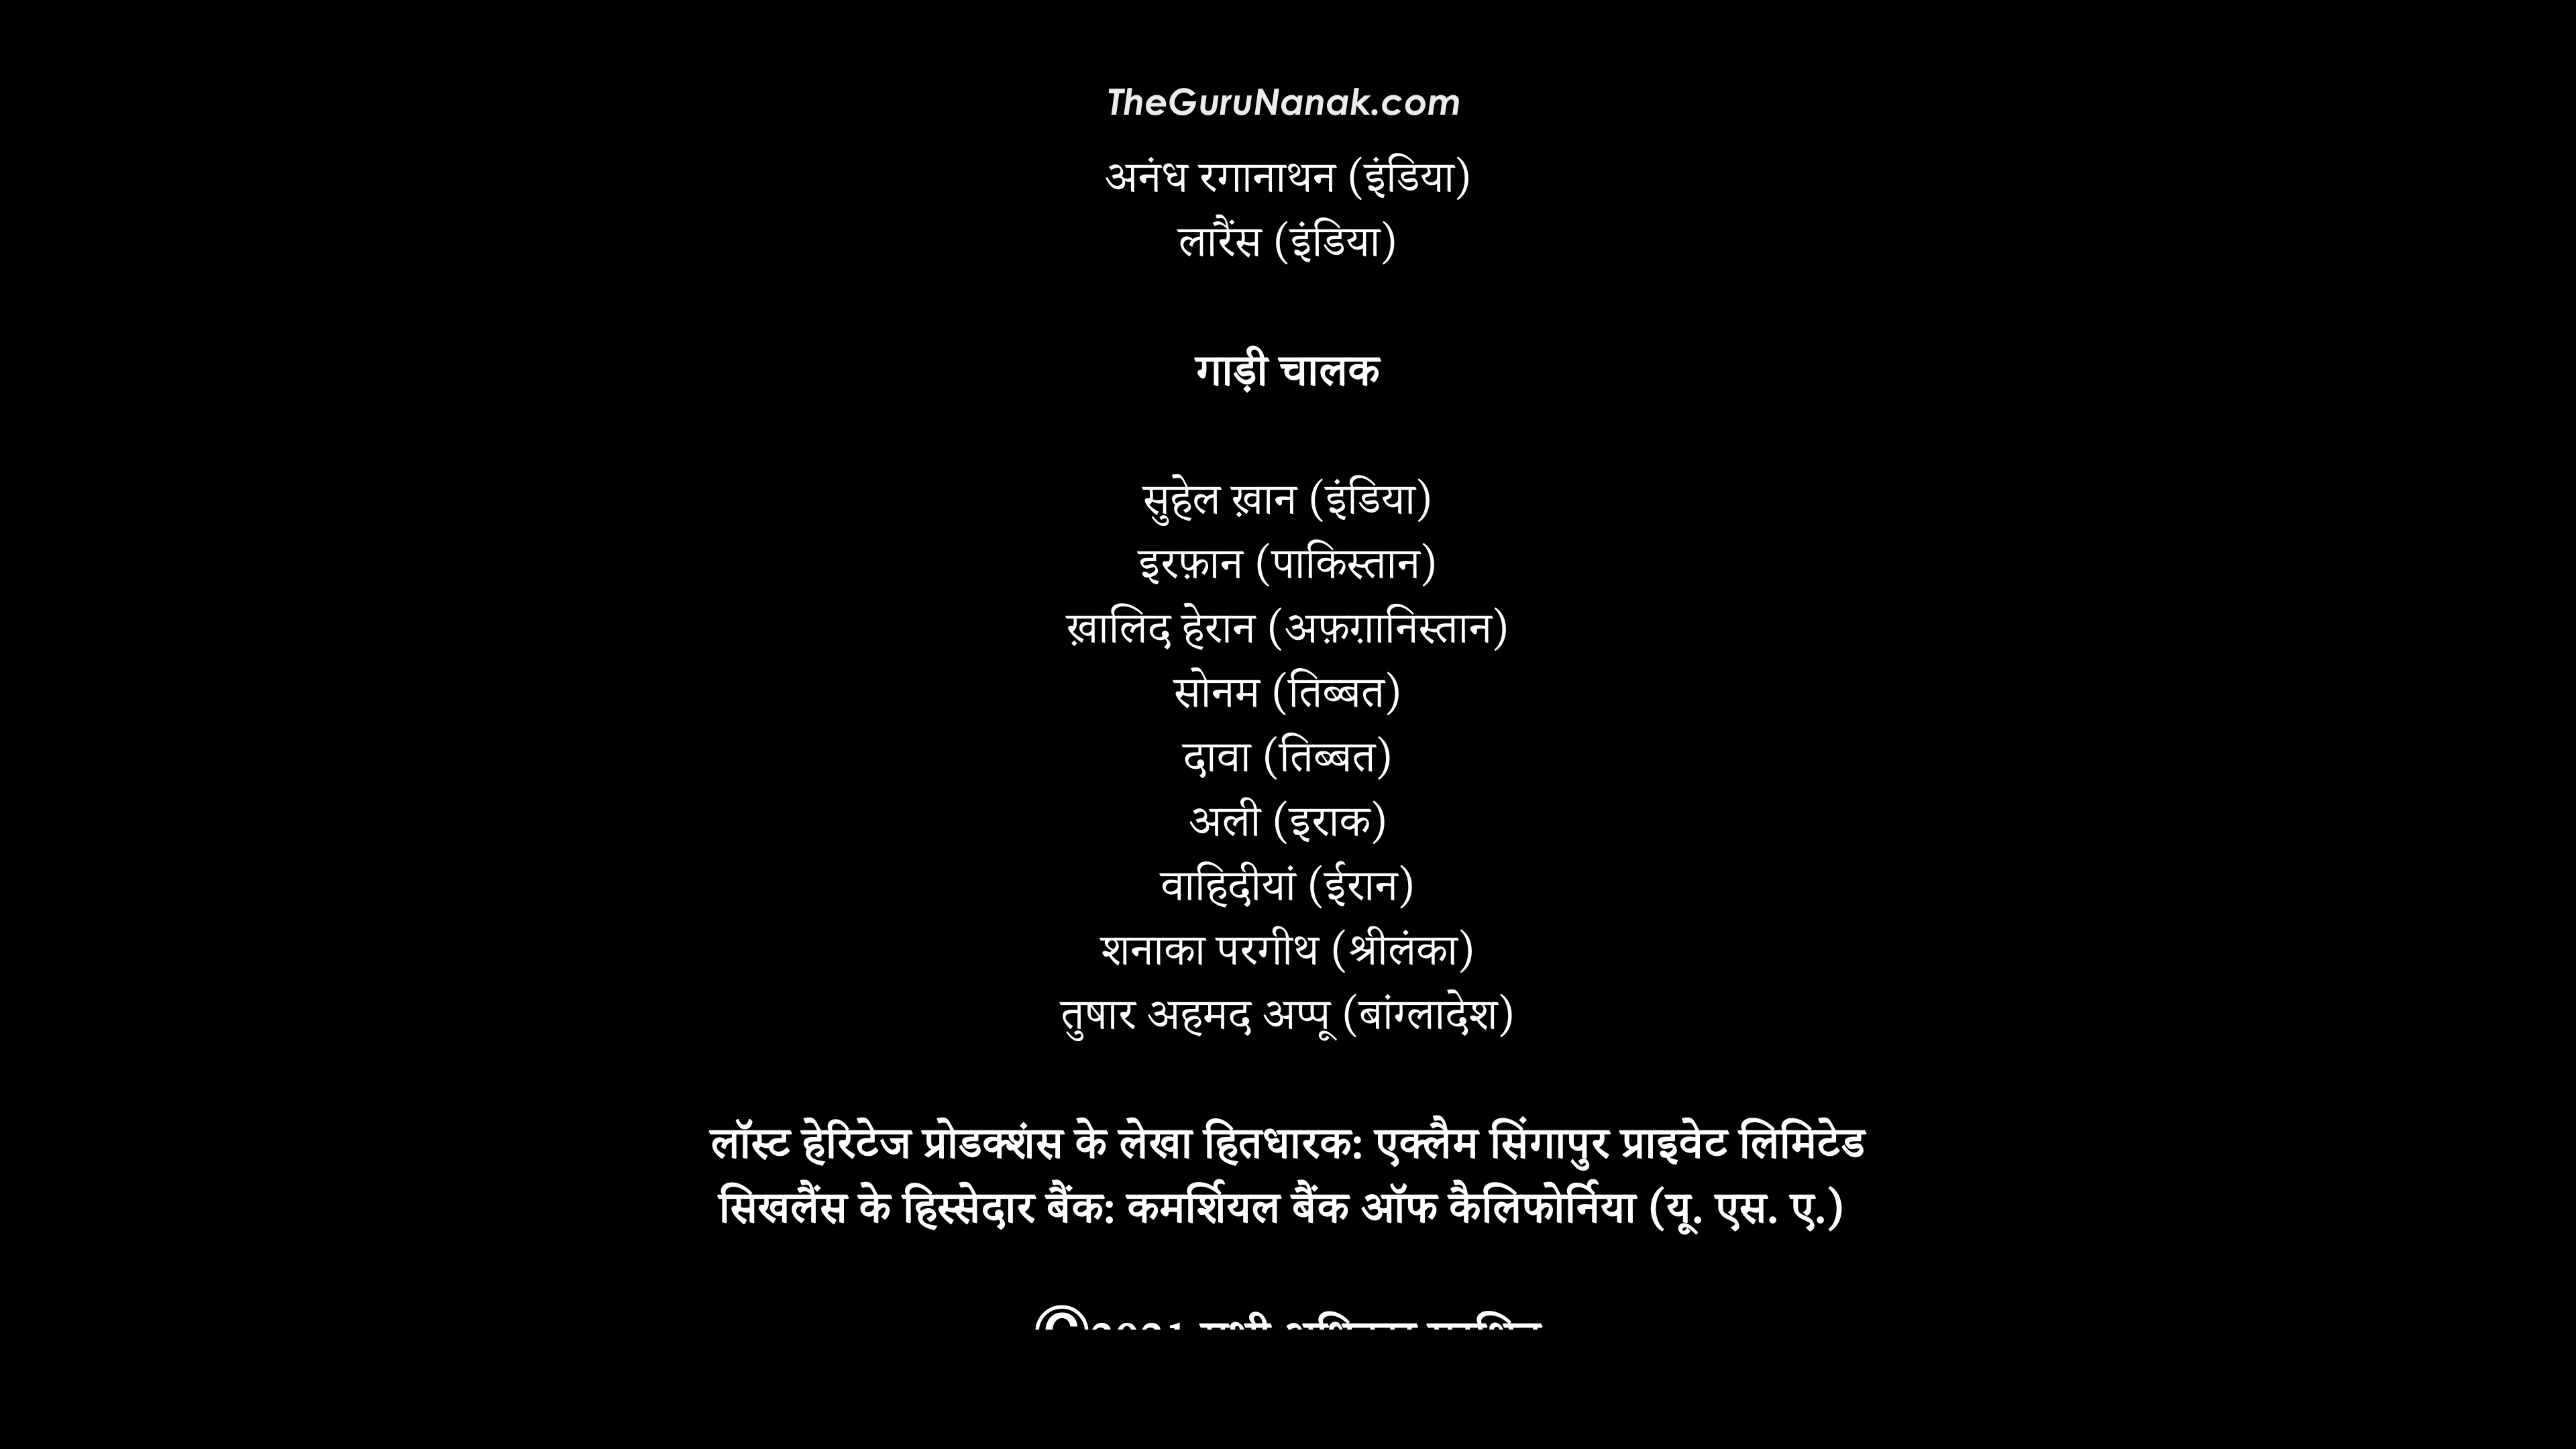 TheGuruNanak.com
अनंध रगानाथन (इंडिया)
लारैंस (इंडिया)
गाड़ी चालक
सुहेल ख़ान (इंडिया)
इरफ़ान (पाकिस्तान)
ख़ालिद हेरान (अफ़ग़ानिस्तान)
सोनम (तिब्बत)
दावा (तिब्बत)
अली (इराक)
वाहिदीयां (ईरान)
शनाका परगीथ (श्रीलंका)
तुषार अहमद अप्पू (बांग्लादेश)
लॉस्ट हेरिटेज प्रोडक्शंस के लेखा हितधारक: एक्लैम सिंगापुर प्राइवेट लिमिटेड
सिखलैंस के हिस्सेदार बैंक: कमर्शियल बैंक ऑफ कैलिफोर्निया (यू. एस. ए.)